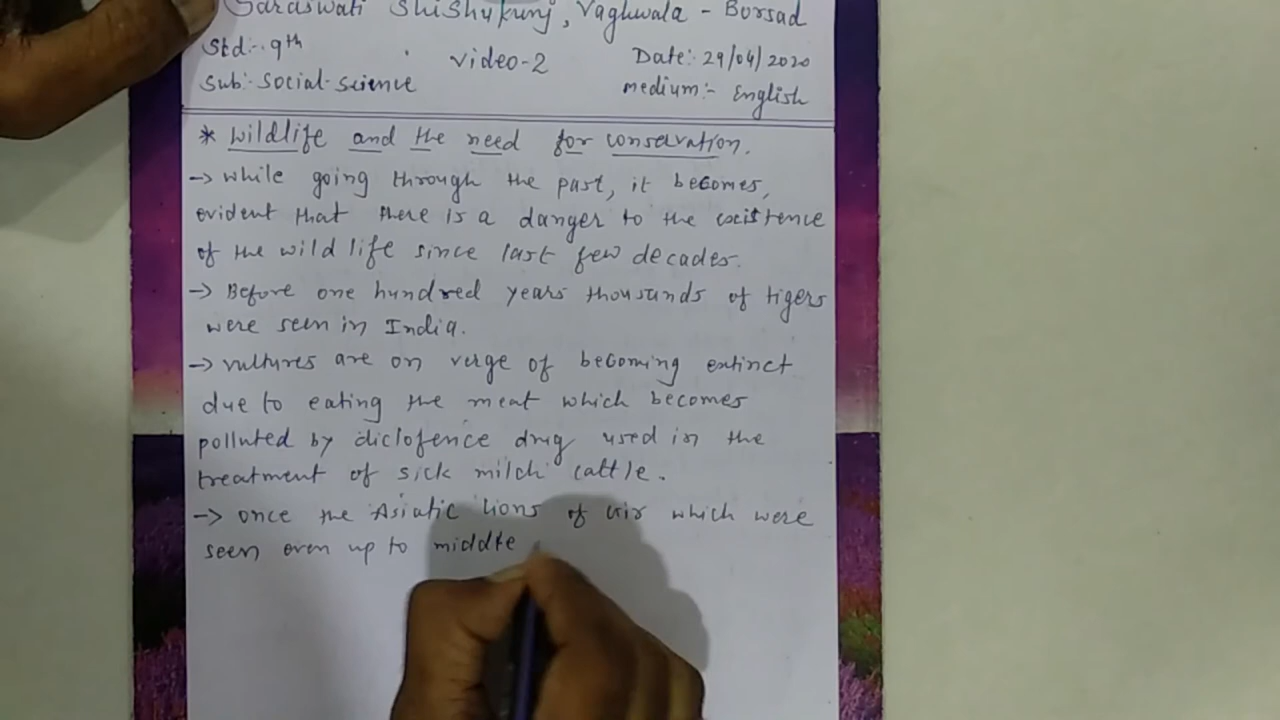 Saraswati Shishukunj, Vaghwala - Borsad
Std:- 9th
video-2
Date:- 29/04/2020
Sub:- Social-science
medium:- English
* Wildlife and the need for conservation.
→ while going through the past, it becomes,
evident that there is a danger to the existence
of the wild life since last few decades.
→ Before one hundred years thousands of tigers
were seen in India.
→ vultures are on verge of becoming extinct
due to eating the meat which becomes
polluted by diclofence drug used in the
treatment of sick milch cattle.
→ once the Asiatic lions of Gir which were
seen even up to middle